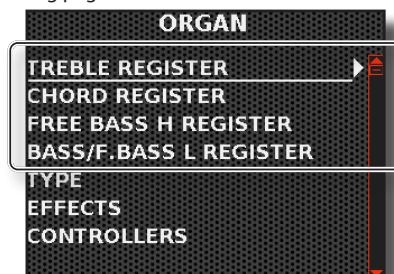 ORGAN
TREBLE REGISTER
CHORD REGISTER
FREE BASS H REGISTER
BASS/F.BASS L REGISTER
TYPE
EFFECTS
CONTROLLERS